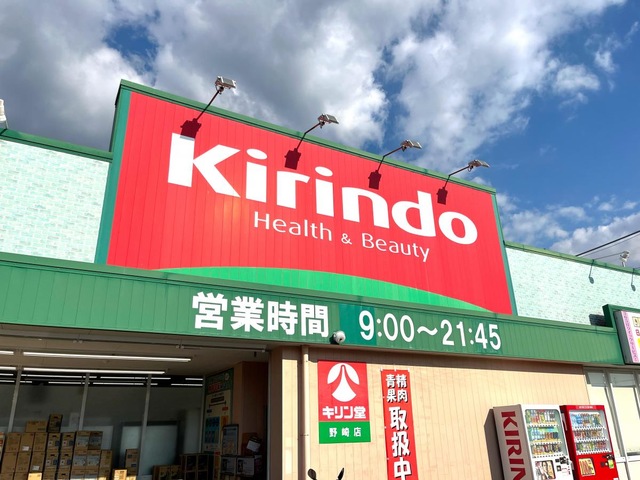 Kirindo
Health & Beauty
営業時間 9:00～21:45
キリン堂
野崎店
青果 精肉
取扱中
KIRIN